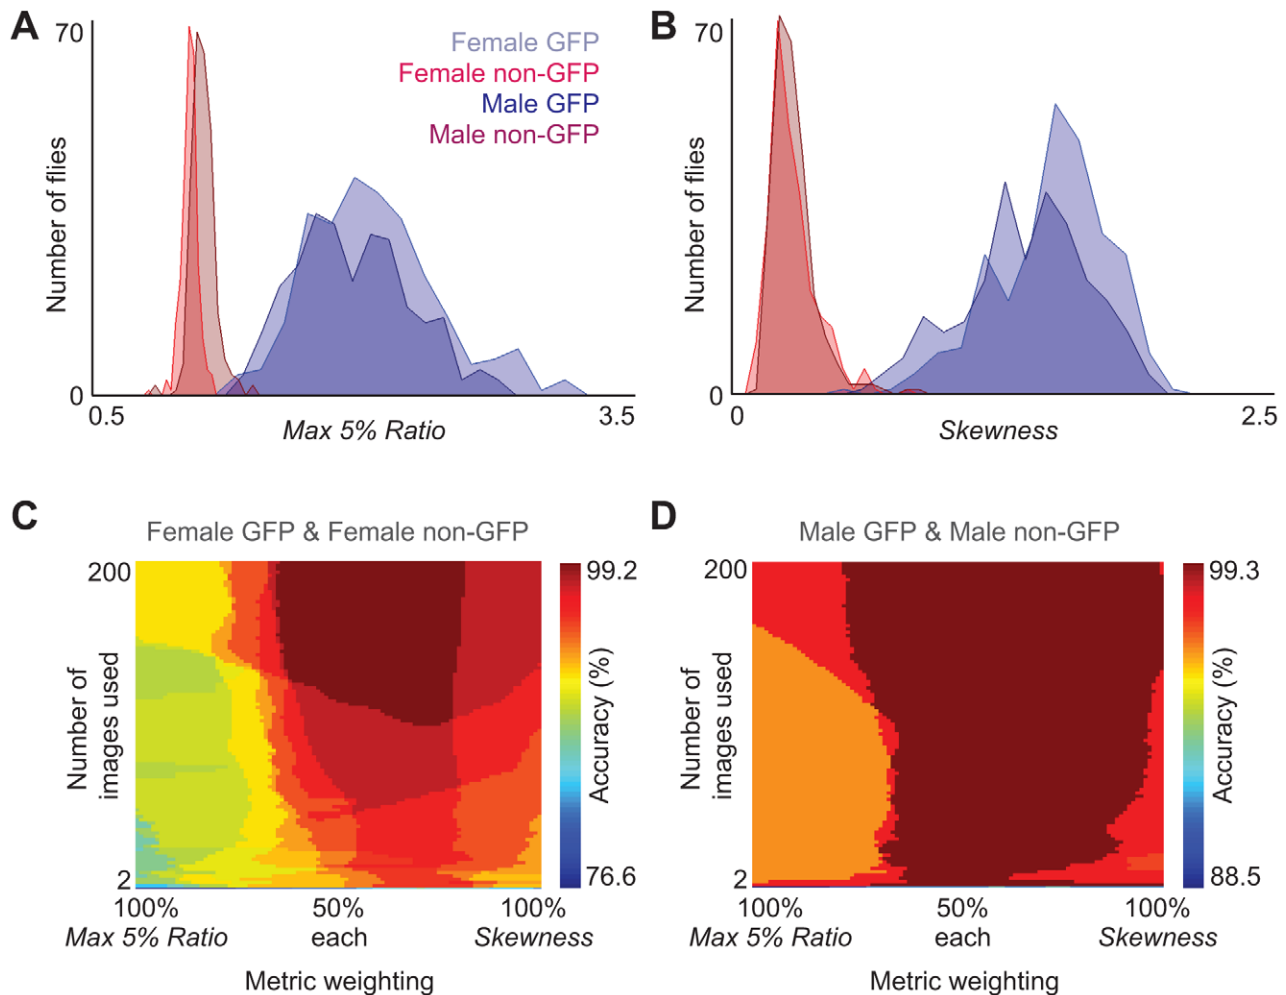 A
70
Number of flies
0
0.5
3.5
Max 5% Ratio
Female GFP
Female non-GFP
Male GFP
Male non-GFP
B
70
Number of flies
0
0
2.5
Skewness
C
Female GFP & Female non-GFP
200
Number of
images used
2
100%
50%
100%
Max 5% Ratio
each
Skewness
Metric weighting
99.2
Accuracy (%)
76.6
D
Male GFP & Male non-GFP
200
Number of
images used
2
100%
50%
100%
Max 5% Ratio
each
Skewness
Metric weighting
99.3
Accuracy (%)
88.5